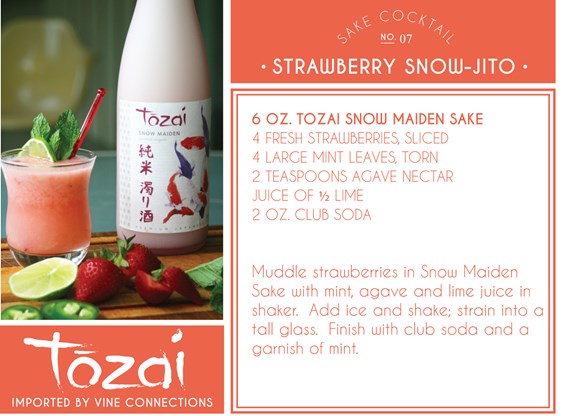 SAKE COCKTAIL
NO. 07
• STRAWBERRY SNOW-JITO •
6 OZ. TOZAI SNOW MAIDEN SAKE
4 FRESH STRAWBERRIES, SLICED
4 LARGE MINT LEAVES, TORN
2 TEASPOONS AGAVE NECTAR
JUICE OF ½ LIME
2 OZ. CLUB SODA
Muddle strawberries in Snow Maiden
Sake with mint, agave and lime juice in
shaker. Add ice and shake; strain into a
tall glass. Finish with club soda and a
garnish of mint.
Tōzai
SNOW MAIDEN
純米
濁り酒
Tōzai
IMPORTED BY VINE CONNECTIONS